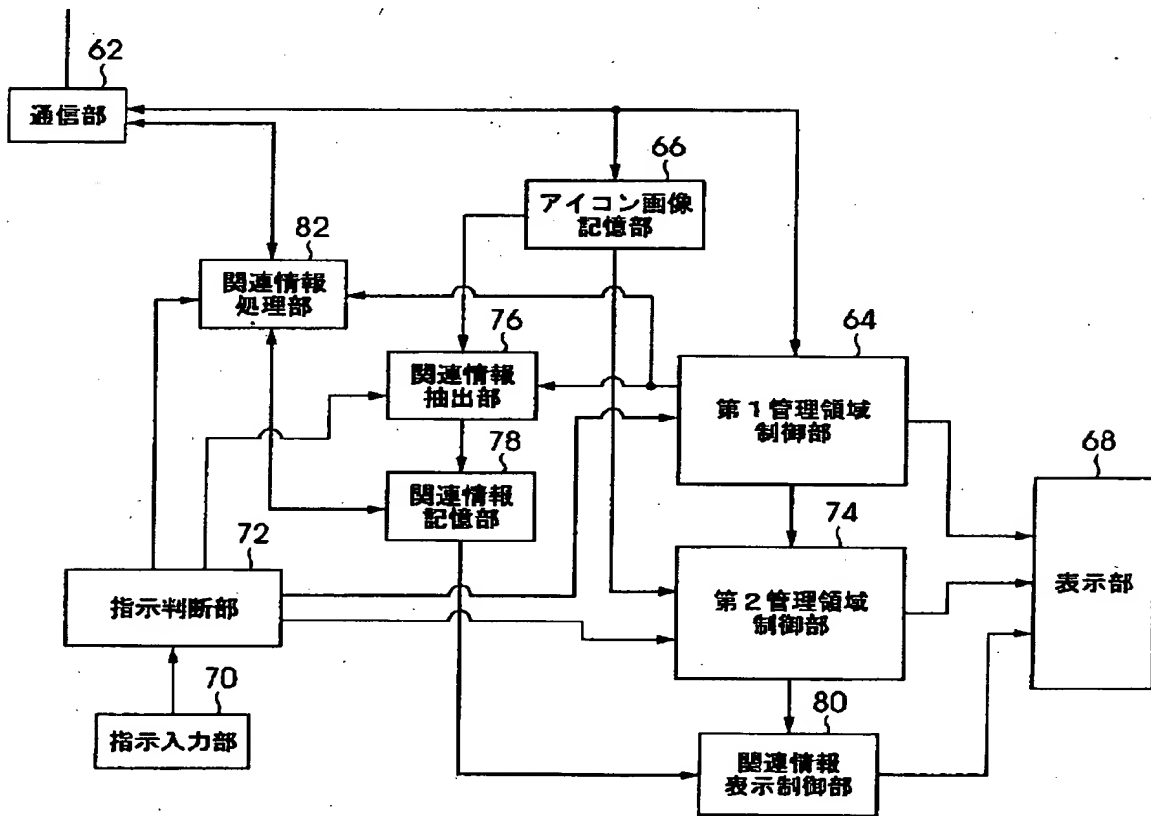 62
通信部
66
アイコン画像
記憶部
82
関連情報
処理部
76
関連情報
抽出部
64
第1管理領域
制御部
78
関連情報
記憶部
68
表示部
72
指示判断部
74
第2管理領域
制御部
70
指示入力部
80
関連情報
表示制御部